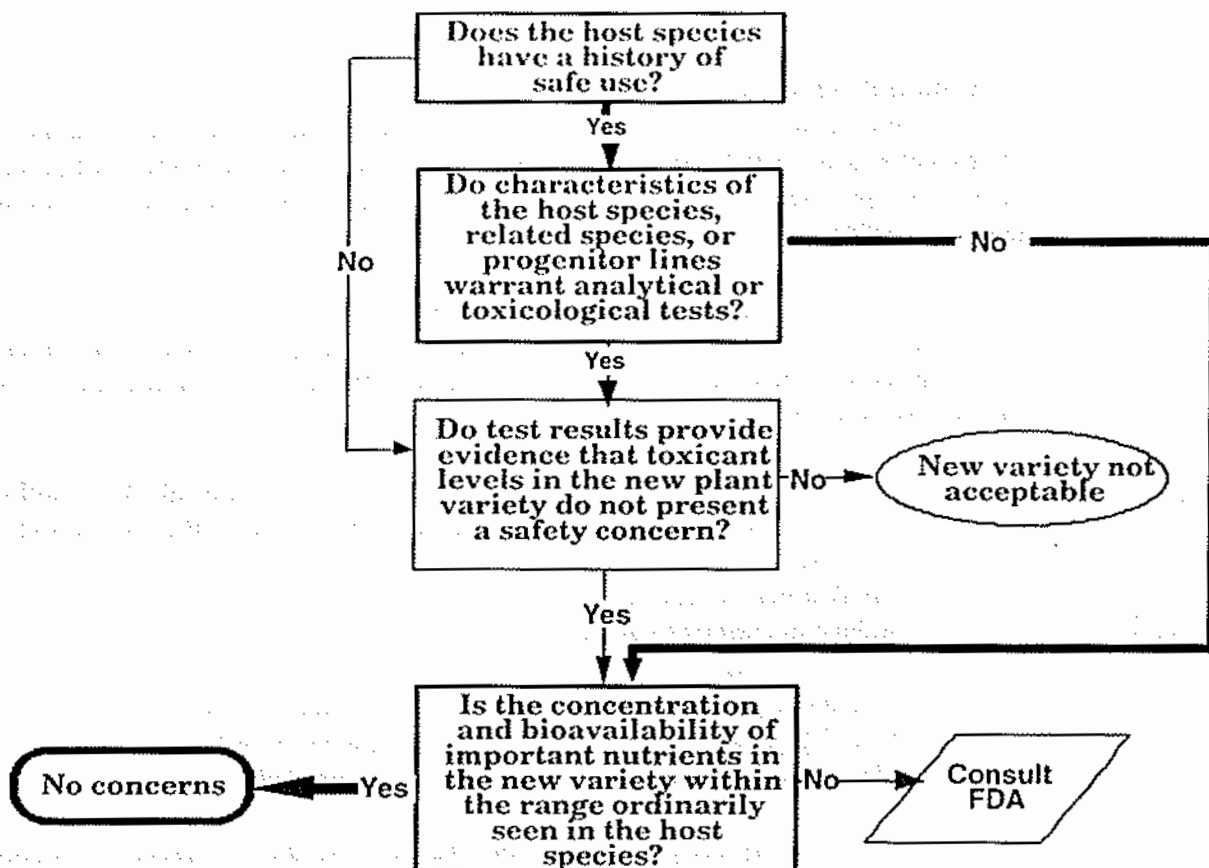 Does the host species
have a history of
safe use?
Yes
Do characteristics of
the host species,
related species, or
progenitor lines
warrant analytical or
toxicological tests?
No
No
Yes
Do test results provide
evidence that toxicant
levels in the new plant
variety do not present
a safety concern?
No
New variety not
acceptable
Yes
Is the concentration
and bioavailability of
important nutrients in
the new variety within
the range ordinarily
seen in the host
species?
Yes
No concerns
No
Consult
FDA